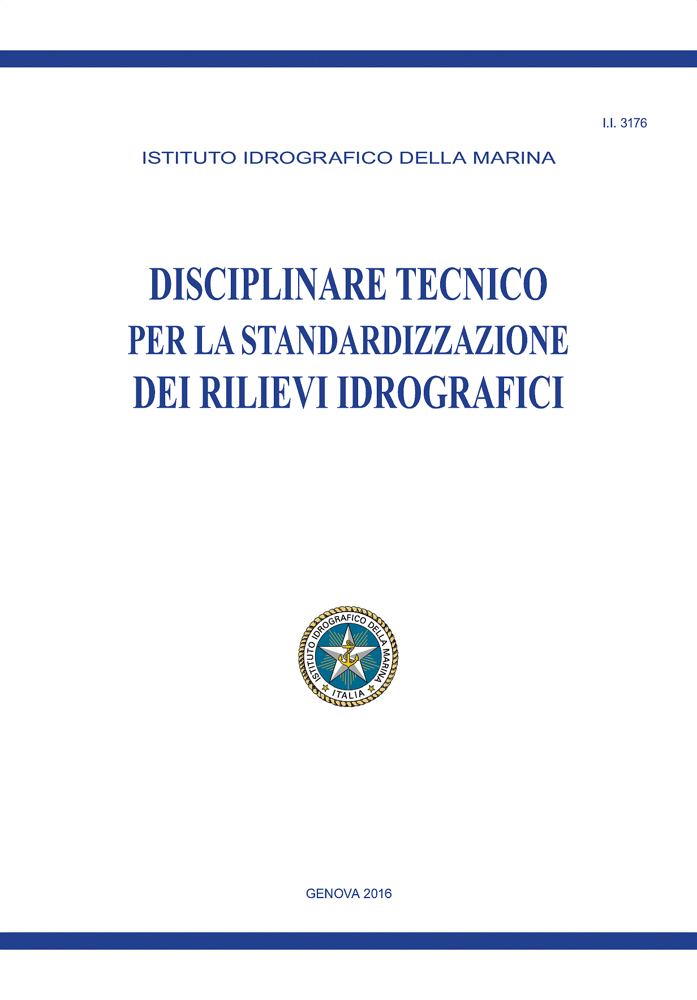 I.I. 3176
ISTITUTO IDROGRAFICO DELLA MARINA
DISCIPLINARE TECNICO
PER LA STANDARDIZZAZIONE
DEI RILIEVI IDROGRAFICI
ISTITUTO IDROGRAFICO DELLA MARINA
ITALIA
GENOVA 2016